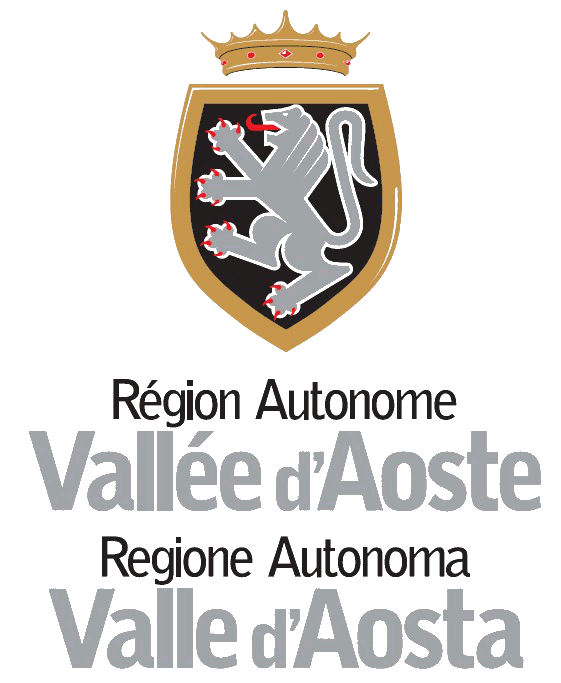 Région Autonome
Vallée d'Aoste
Regione Autonoma
Valle d'Aosta